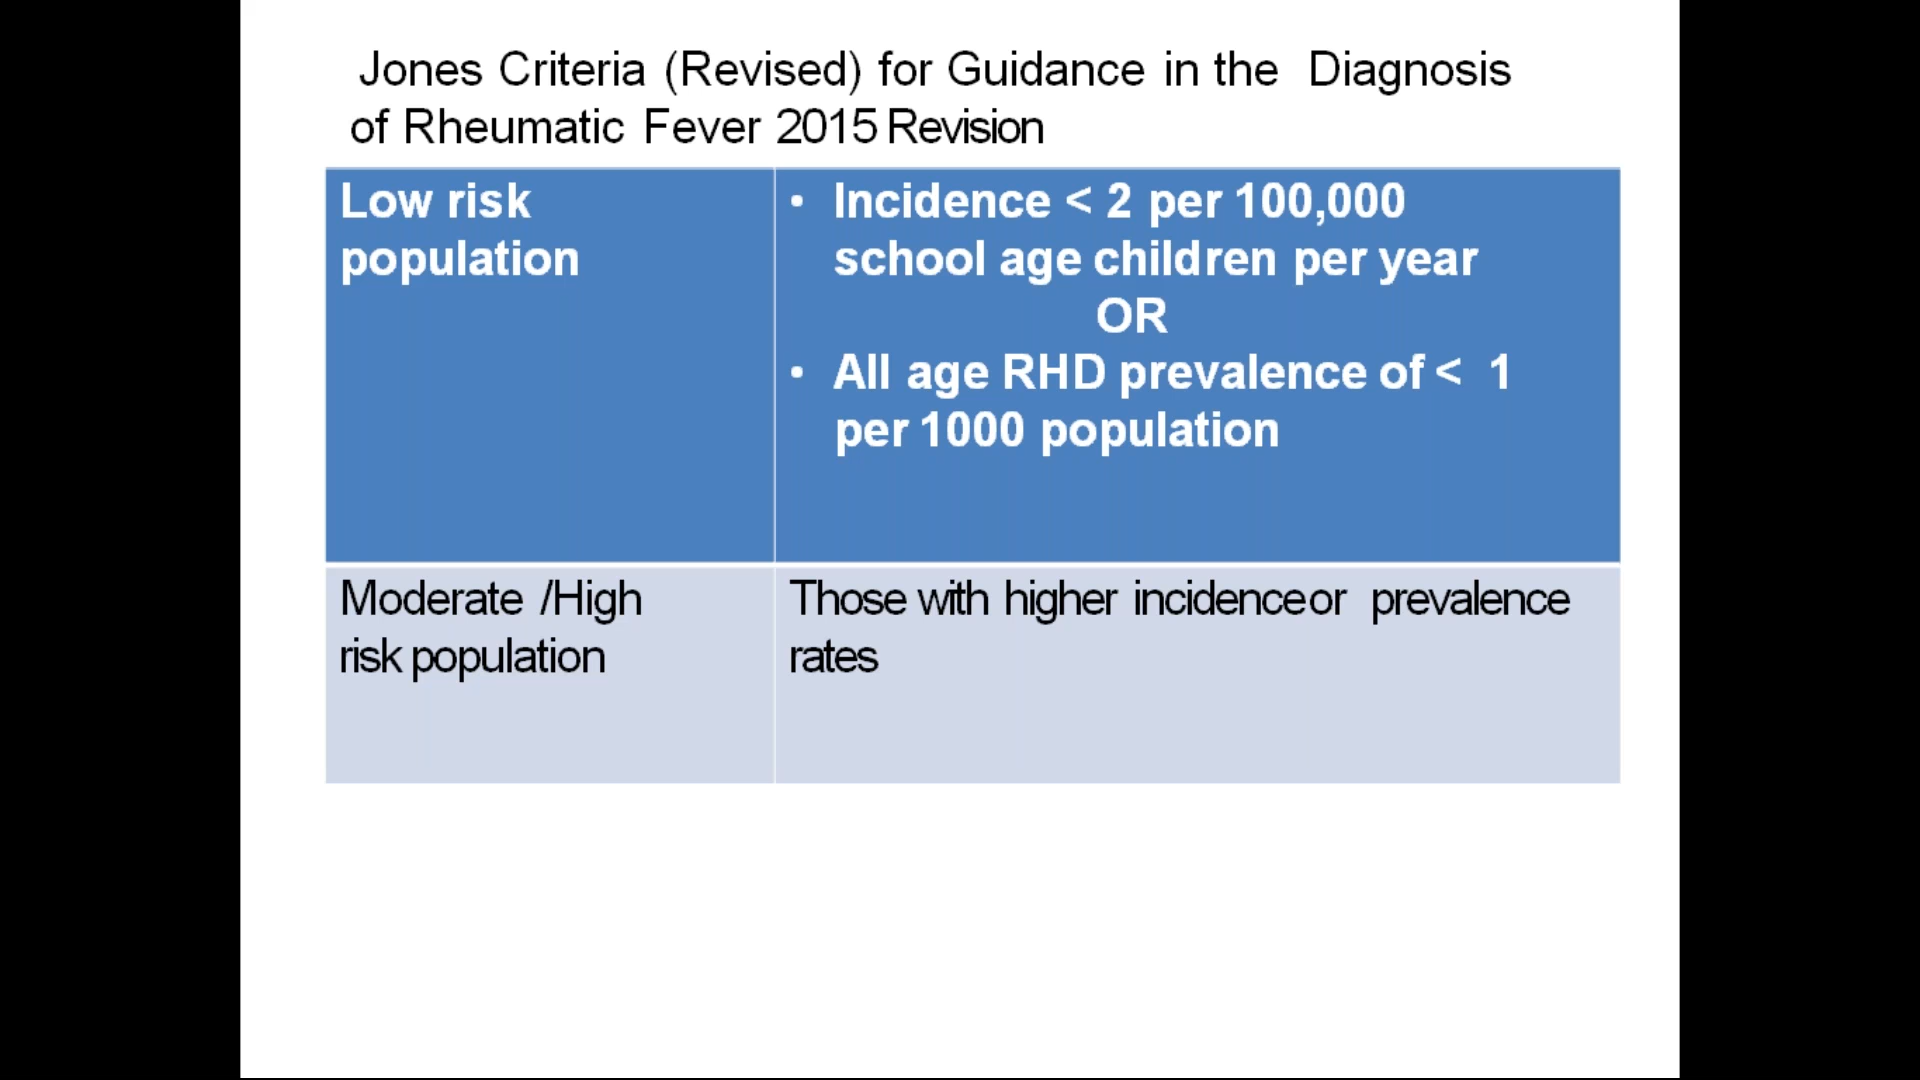 Jones Criteria (Revised) for Guidance in the Diagnosis
of Rheumatic Fever 2015 Revision
Low risk
population
• Incidence < 2 per 100,000
school age children per year
OR
• All age RHD prevalence of < 1
per 1000 population
Moderate /High
risk population
Those with higher incidence or prevalence
rates